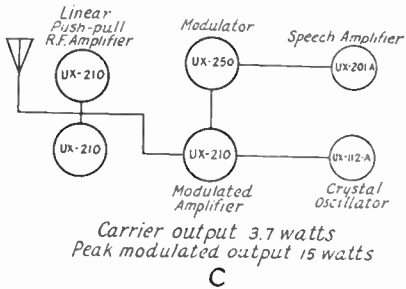 Linear
Push-pull
R.F. Amplifier
Modulator
Speech Amplifier
UX-210
UX-250
UX-201A
UX-210
UX-210
UX-112-A
Modulated
Amplifier
Crystal
Oscillator
Carrier output 3.7 watts
Peak modulated output 15 watts
C